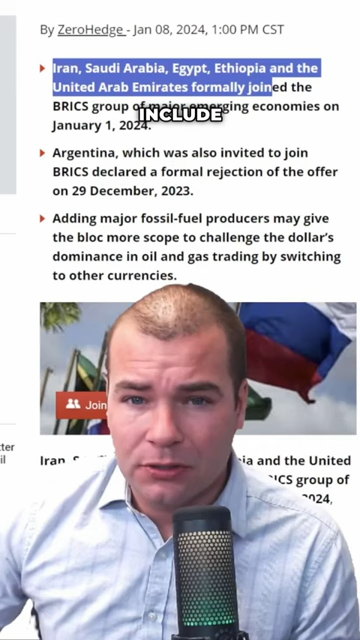 By ZeroHedge - Jan 08, 2024, 1:00 PM CST
Iran, Saudi Arabia, Egypt, Ethiopia and the
United Arab Emirates formally joined the
BRICS group of major emerging economies on
January 1, 2024.
INCLUDE
Argentina, which was also invited to join
BRICS declared a formal rejection of the offer
on 29 December, 2023.
Adding major fossil-fuel producers may give
the bloc more scope to challenge the dollar's
dominance in oil and gas trading by switching
to other currencies.
Join
Iran, S
ia and the United
ICS group of
2024,